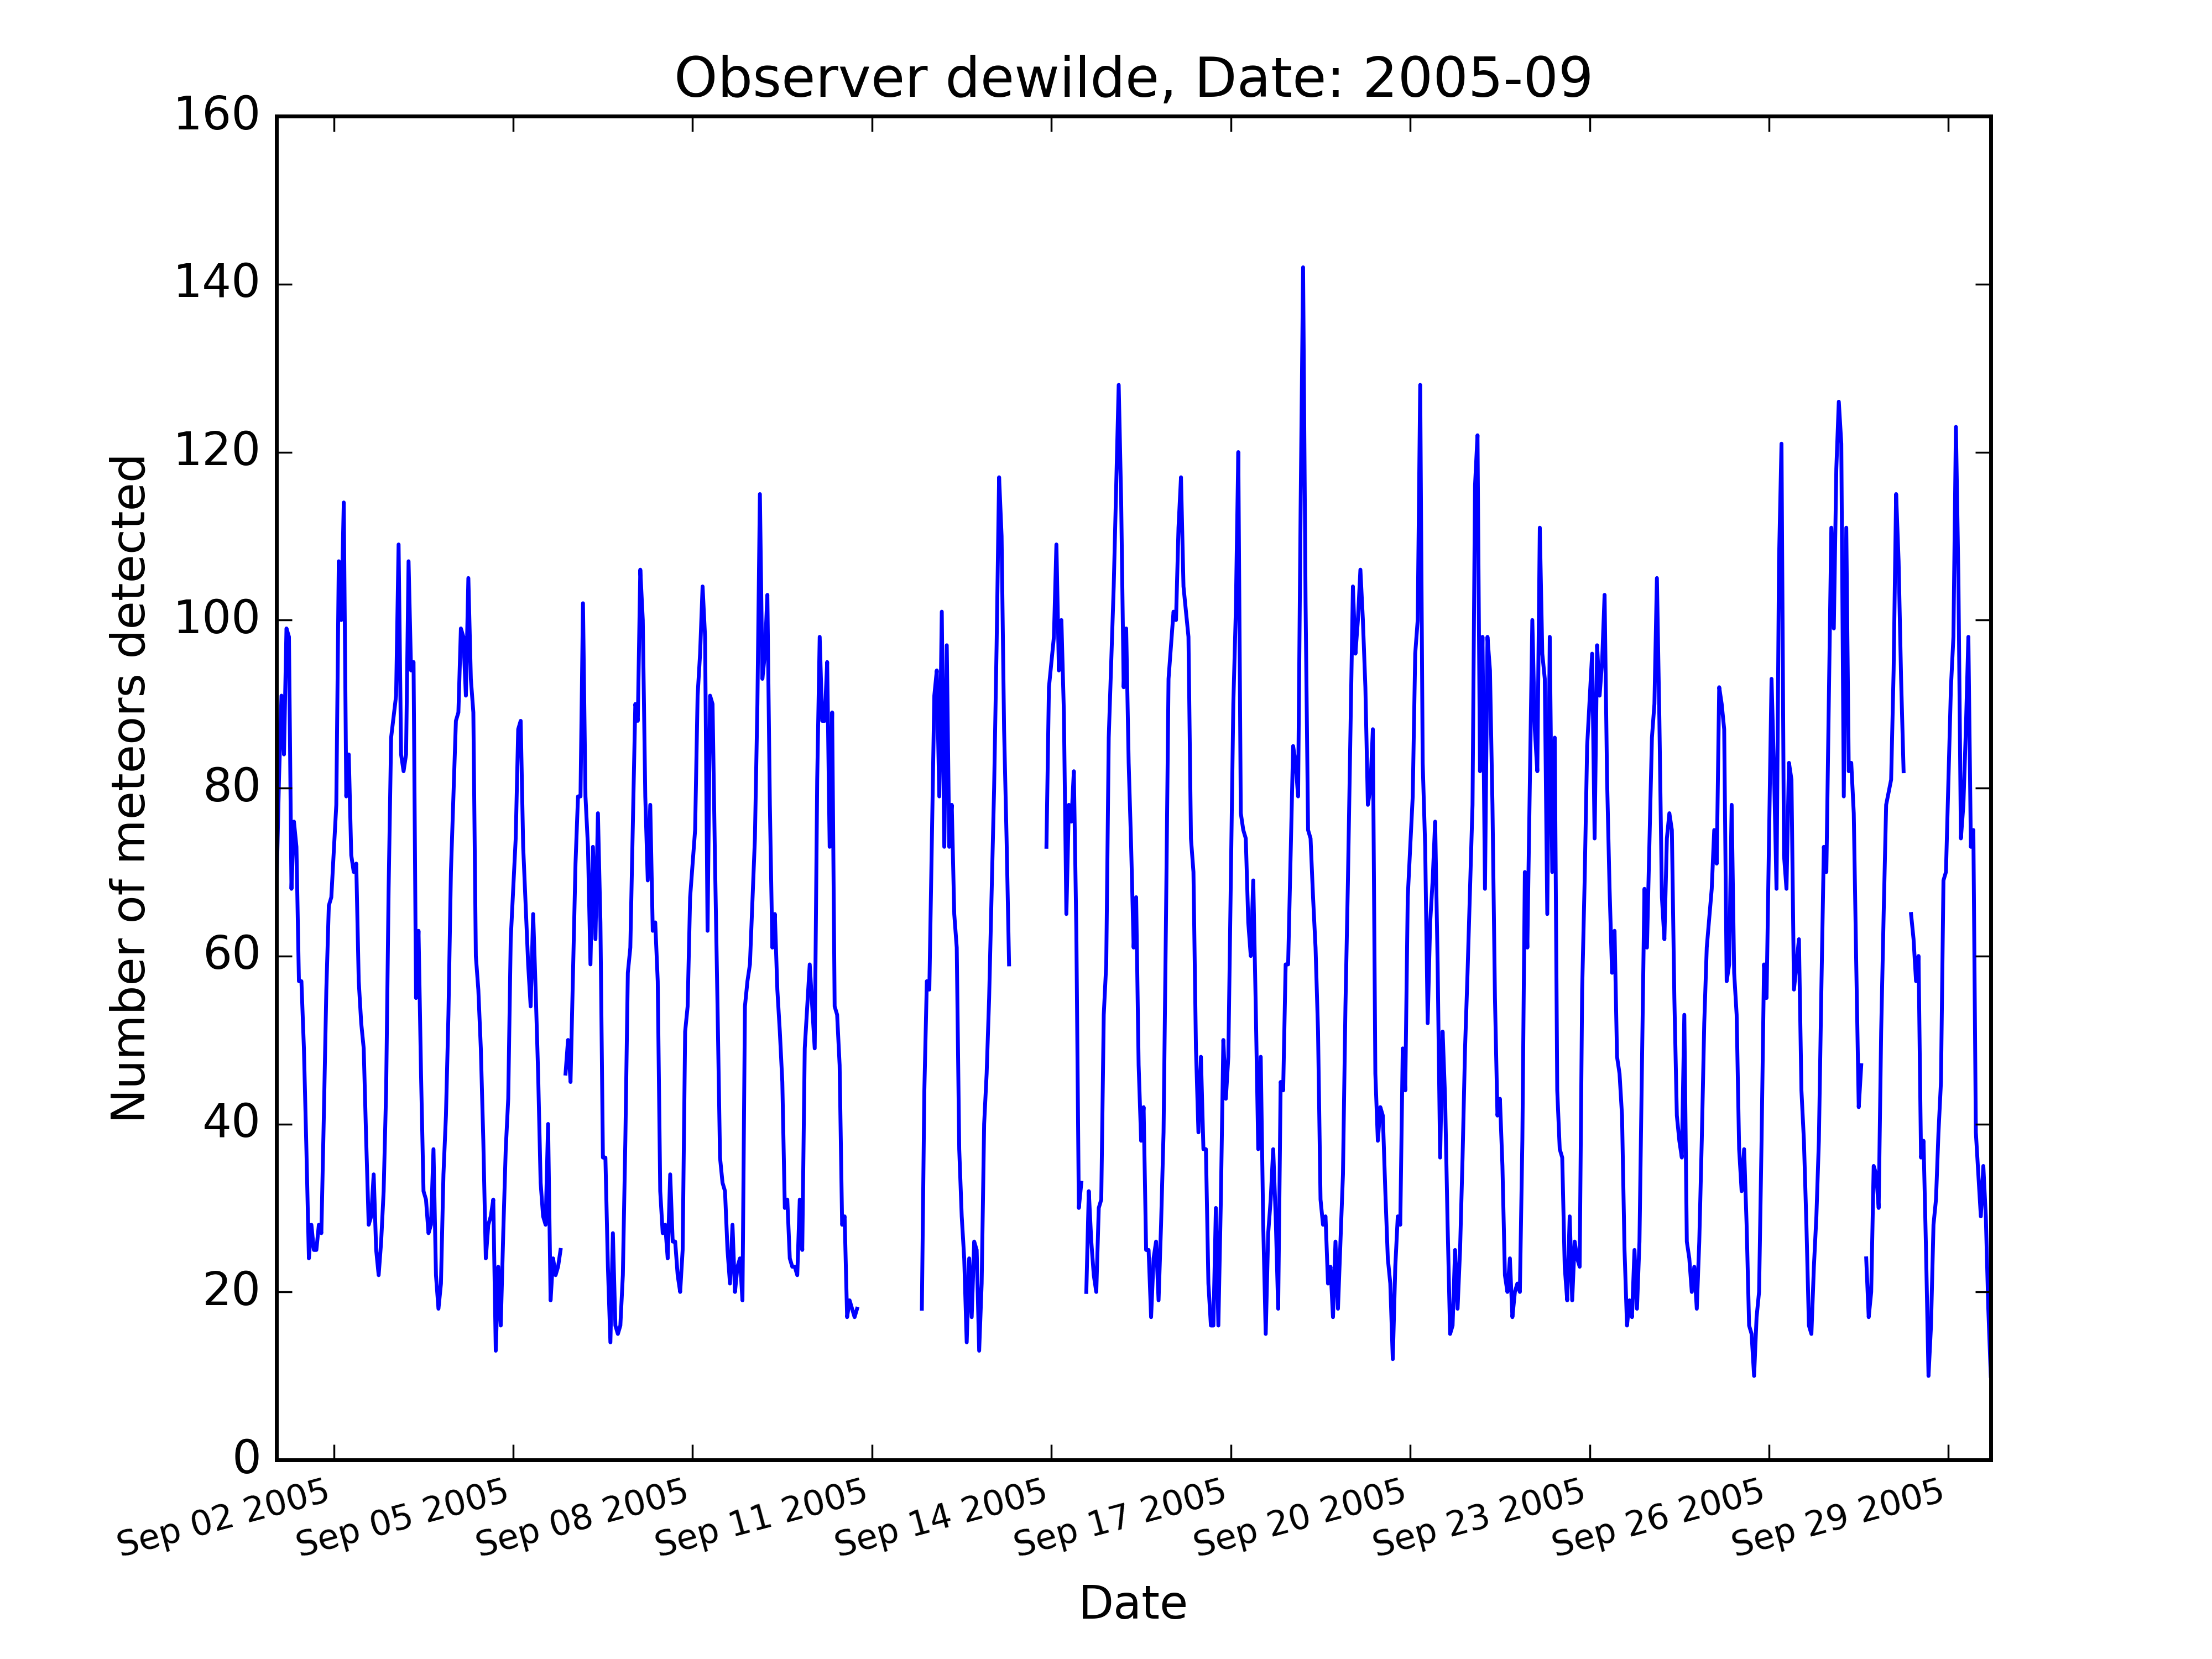 Observer dewilde, Date: 2005-09
160
140
120
100
80
60
40
20
0
Number of meteors detected
Sep 02 2005
Sep 05 2005
Sep 08 2005
Sep 11 2005
Sep 14 2005
Sep 17 2005
Sep 20 2005
Sep 23 2005
Sep 26 2005
Sep 29 2005
Date